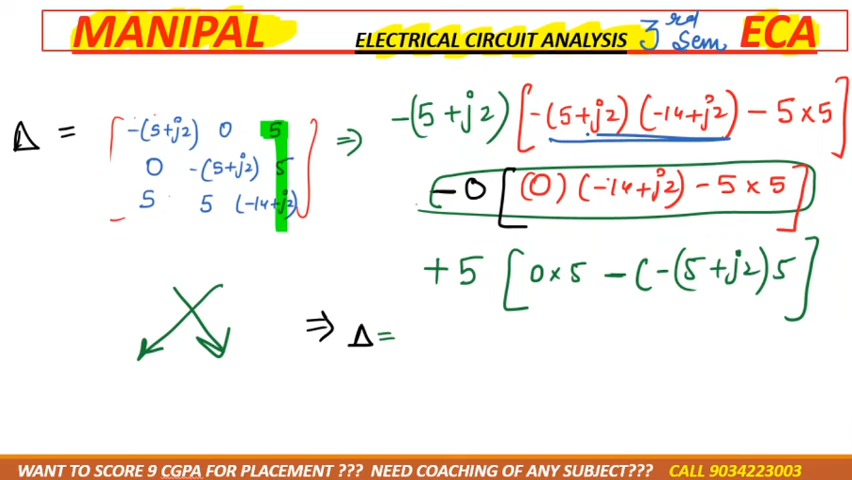 MANIPAL ELECTRICAL CIRCUIT ANALYSIS 3rd Sem ECA
Δ = [ -(5+j2) 0 5
0 -(5+j2) 5
5 5 (-14+j2) ]
⇒ -(5+j2) [ -(5+j2) (-14+j2) - 5×5 ]
- 0 [ (0) (-14+j2) - 5 × 5 ]
+ 5 [ 0×5 - (-(5+j2) 5 ]
⇒ Δ =
WANT TO SCORE 9 CGPA FOR PLACEMENT ??? NEED COACHING OF ANY SUBJECT??? CALL 9034223003